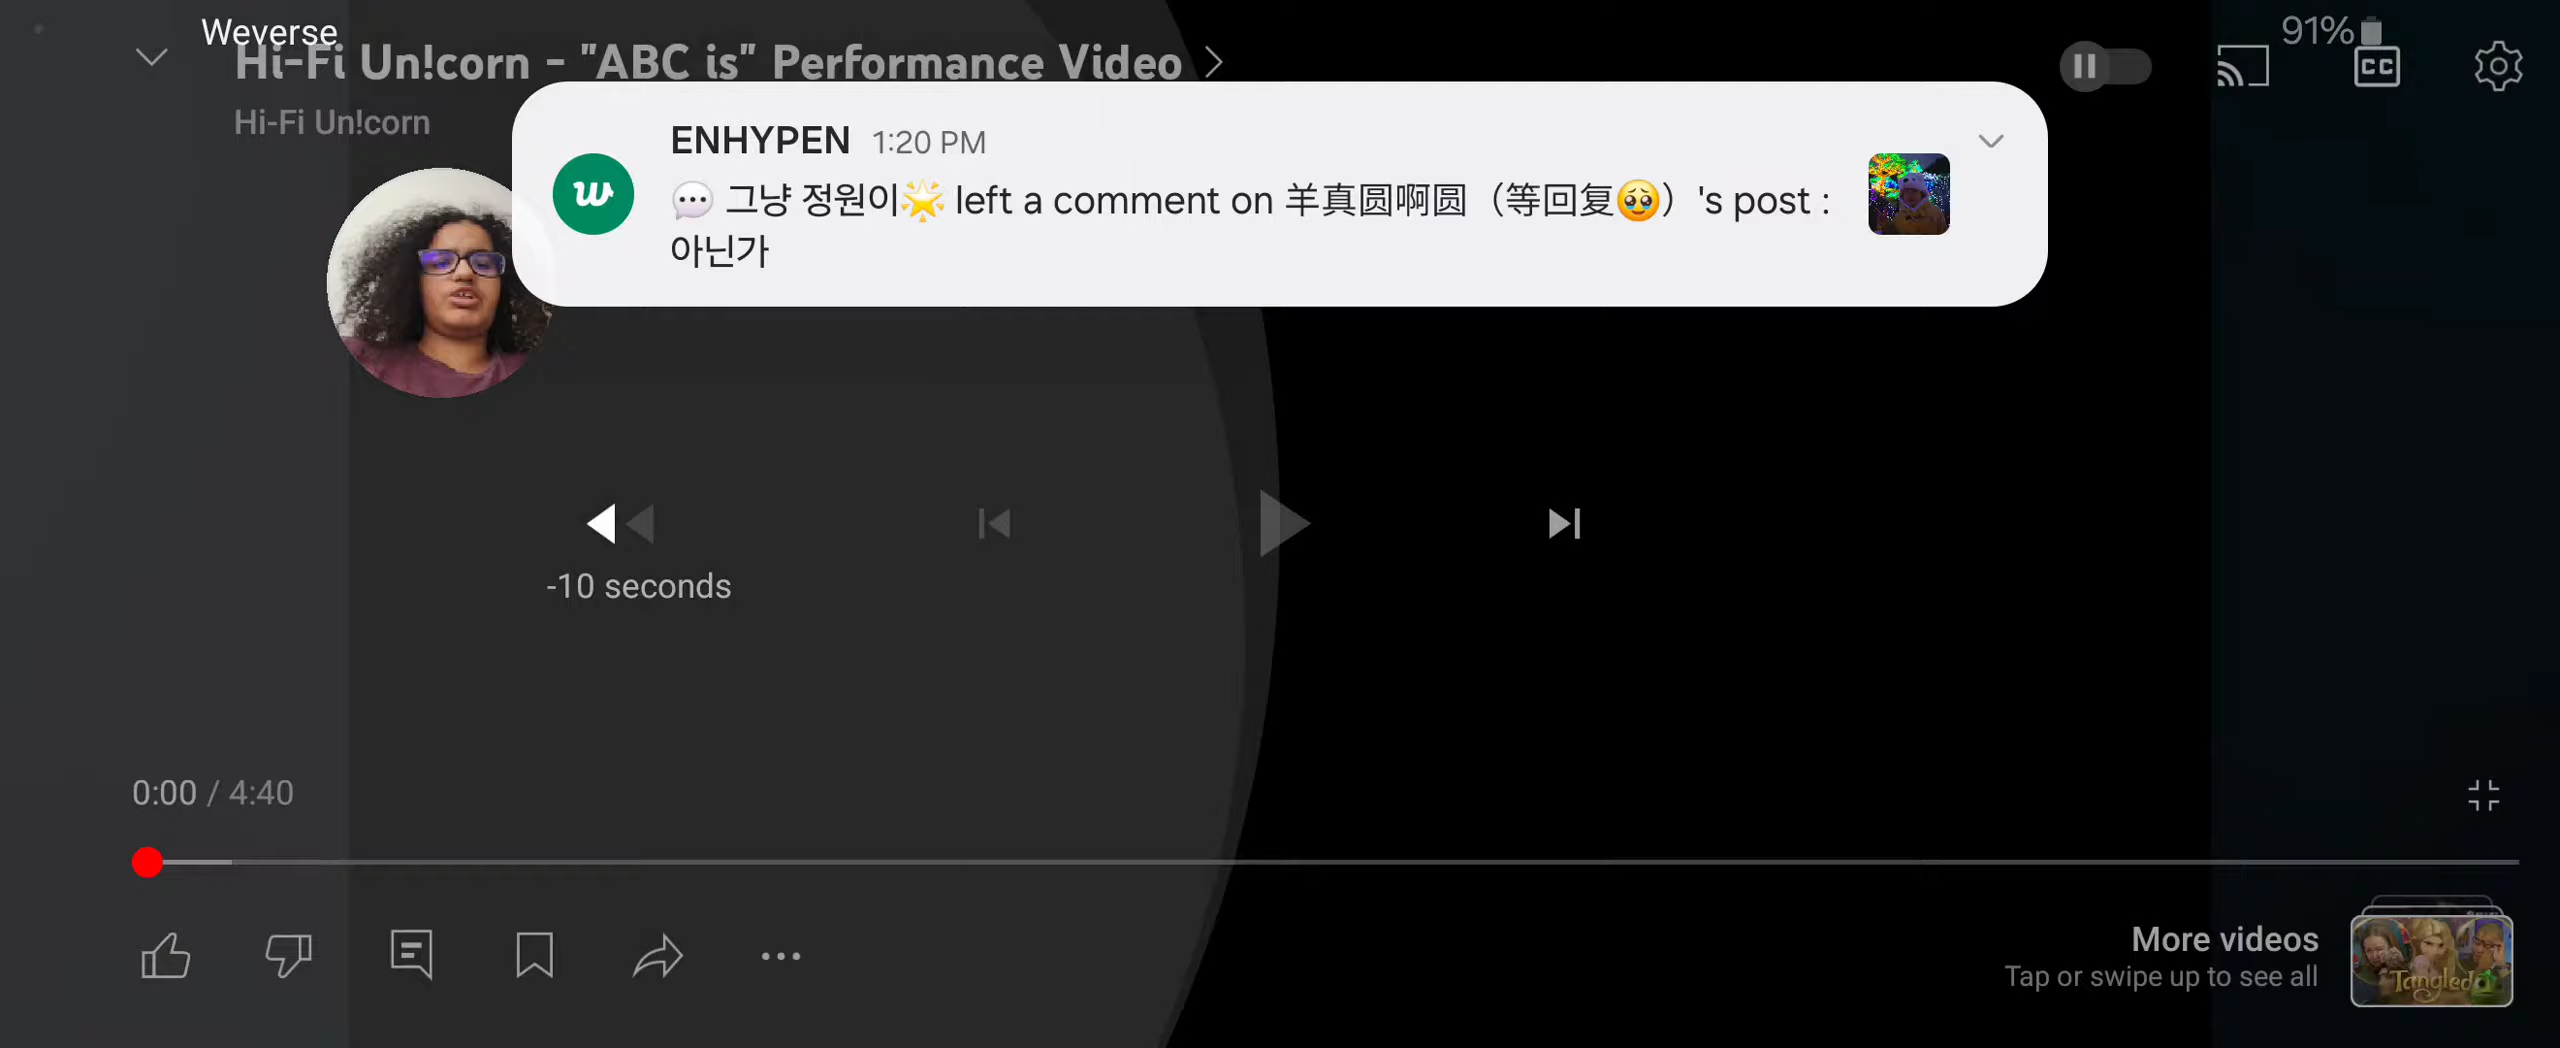 Weverse
91%
Hi-Fi Un!corn - "ABC is" Performance Video
Hi-Fi Un!corn
CC
ENHYPEN 1:20 PM
w
💬 그냥 정원이🌟 left a comment on 羊真圆啊圆（等回复🥹）'s post :
아닌가
-10 seconds
0:00 / 4:40
More videos
Tap or swipe up to see all
Tangled